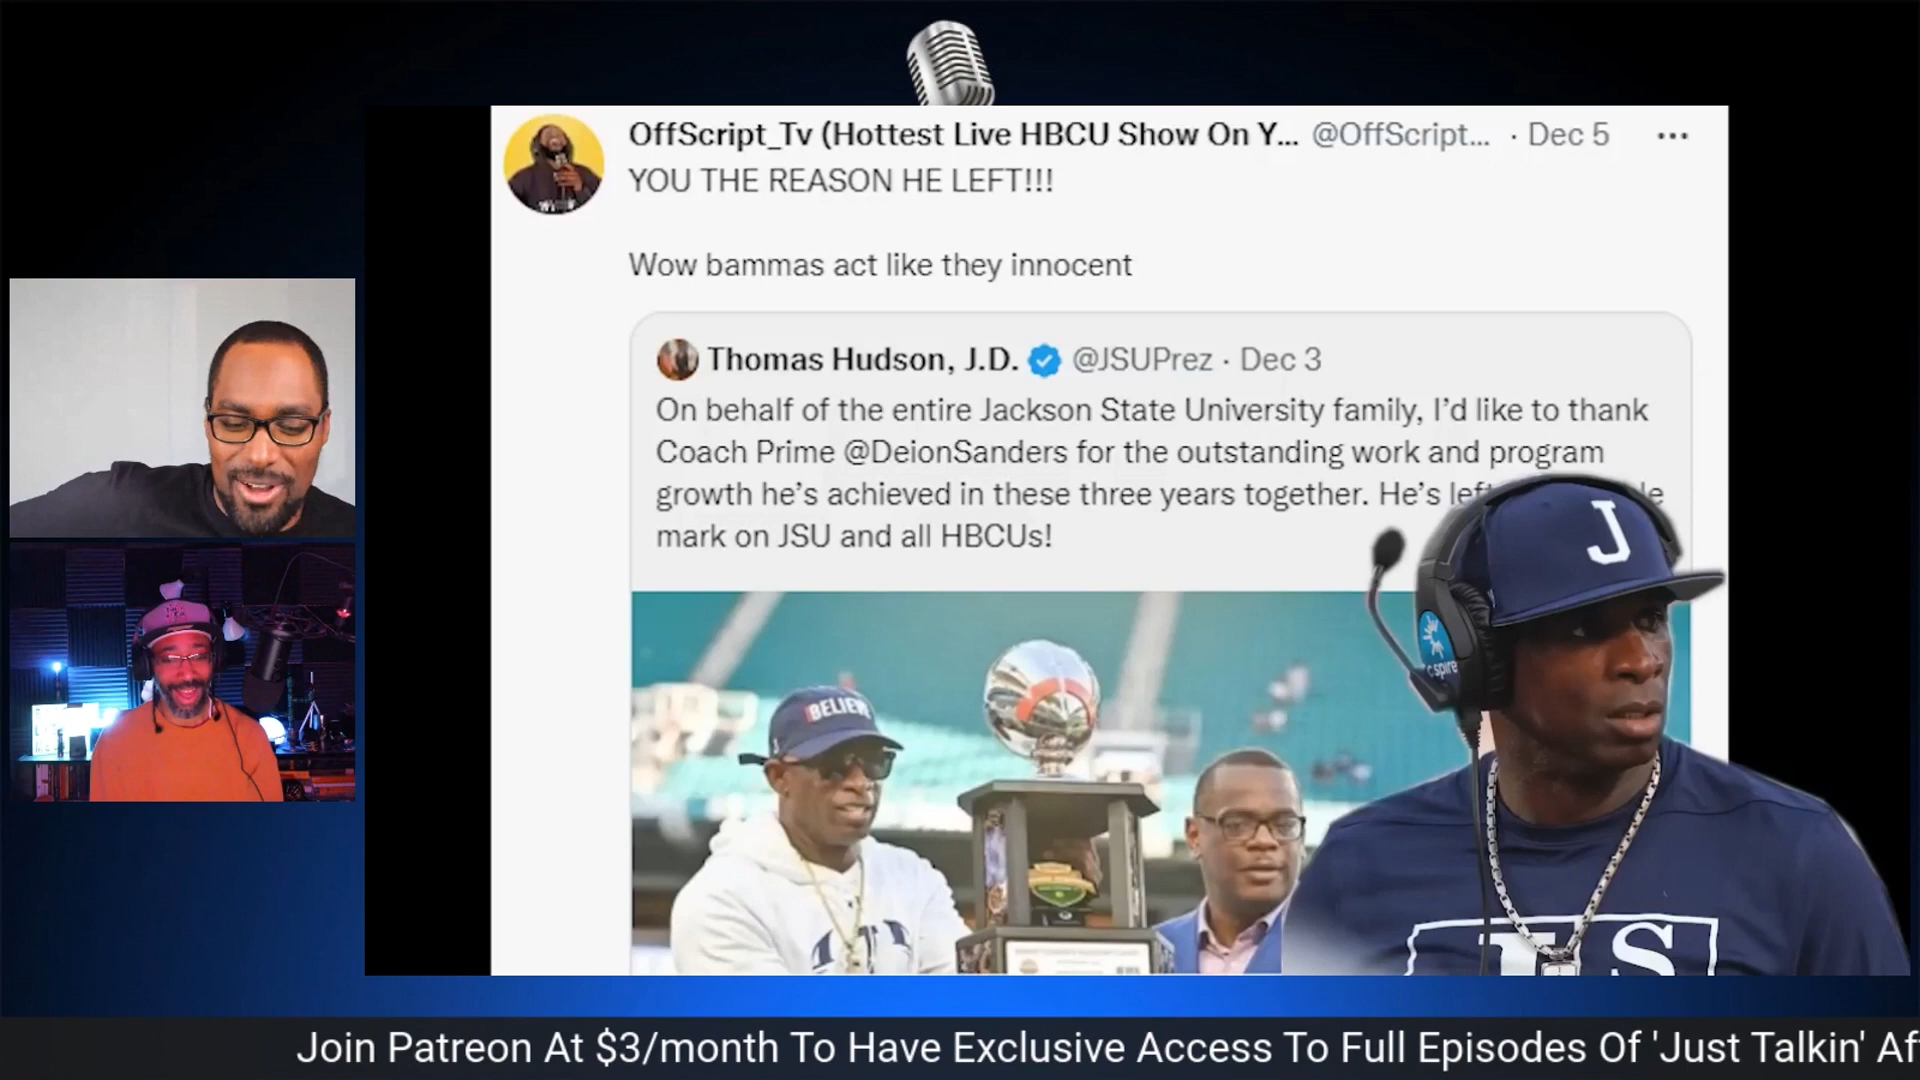 OffScript_Tv (Hottest Live HBCU Show On Y... @OffScript... · Dec 5 ...
YOU THE REASON HE LEFT!!!
Wow bammas act like they innocent
Thomas Hudson, J.D. @JSUPrez · Dec 3
On behalf of the entire Jackson State University family, I'd like to thank
Coach Prime @DeionSanders for the outstanding work and program
growth he's achieved in these three years together. He's left
mark on JSU and all HBCUs!
J
c spire
BELIEVE
Join Patreon At $3/month To Have Exclusive Access To Full Episodes Of 'Just Talkin' Af